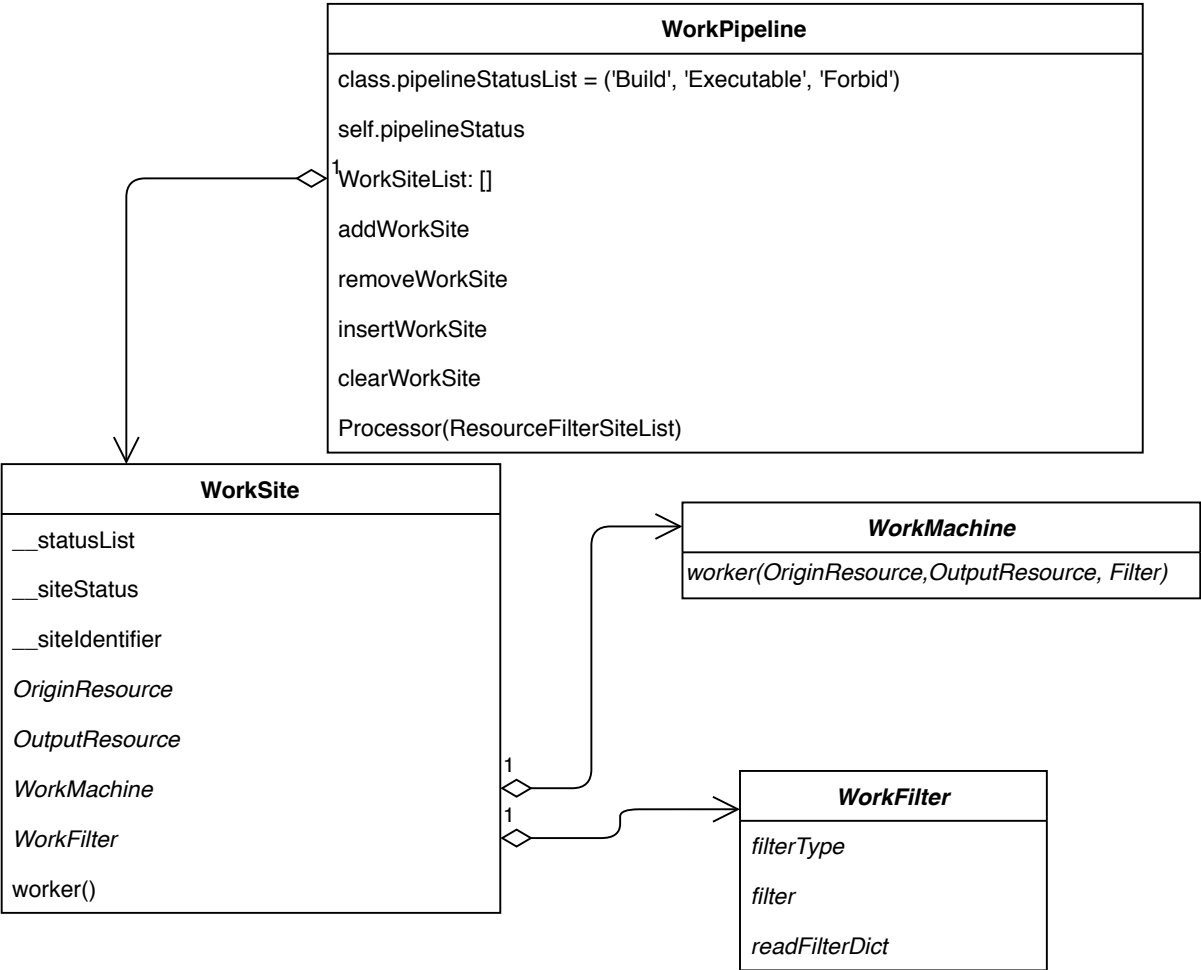 WorkPipeline
class.pipelineStatusList = ('Build', 'Executable', 'Forbid')
self.pipelineStatus
1
WorkSiteList: []
addWorkSite
removeWorkSite
insertWorkSite
clearWorkSite
Processor(ResourceFilterSiteList)
WorkSite
__statusList
__siteStatus
__siteIdentifier
OriginResource
OutputResource
WorkMachine
WorkFilter
worker()
1
1
WorkMachine
worker(OriginResource,OutputResource, Filter)
WorkFilter
filterType
filter
readFilterDict